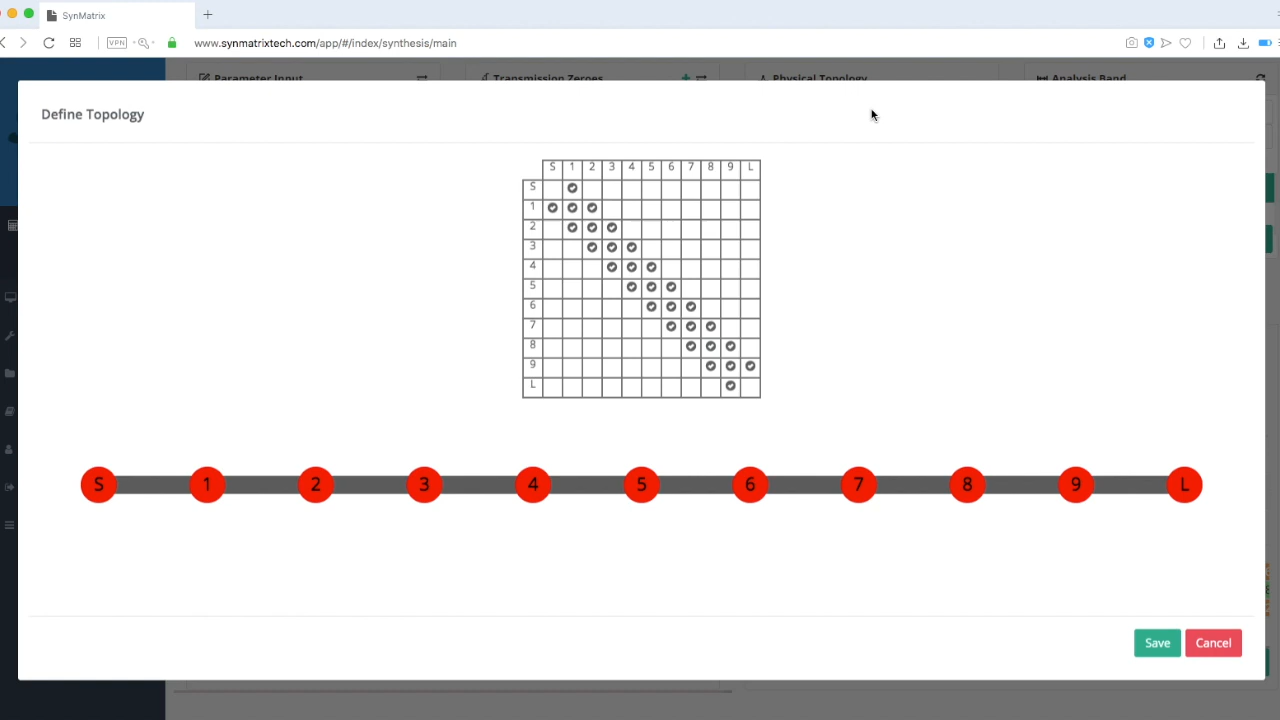 SynMatrix
VPN
www.synmatrixtech.com/app/#/index/synthesis/main
Parameter Input
Transmission Zeroes
Physical Topology
Analysis Band
Define Topology
S 1 2 3 4 5 6 7 8 9 L
S
1
2
3
4
5
6
7
8
9
L
S 1 2 3 4 5 6 7 8 9 L
Save Cancel